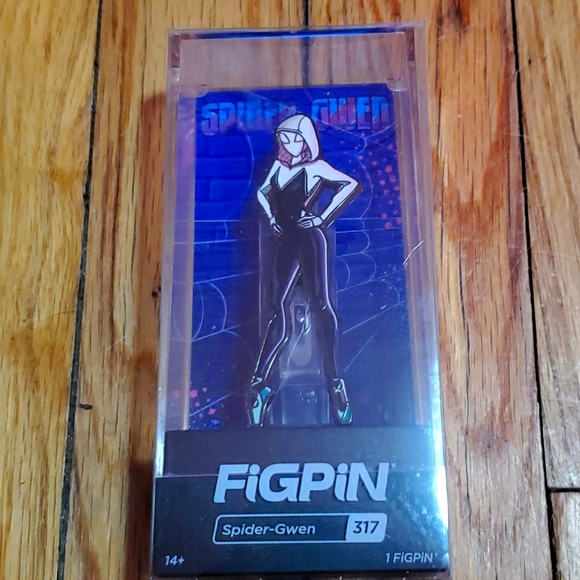 SPIDER-GWEN
FiGPiN
Spider-Gwen 317
14+ 1 FiGPiN®